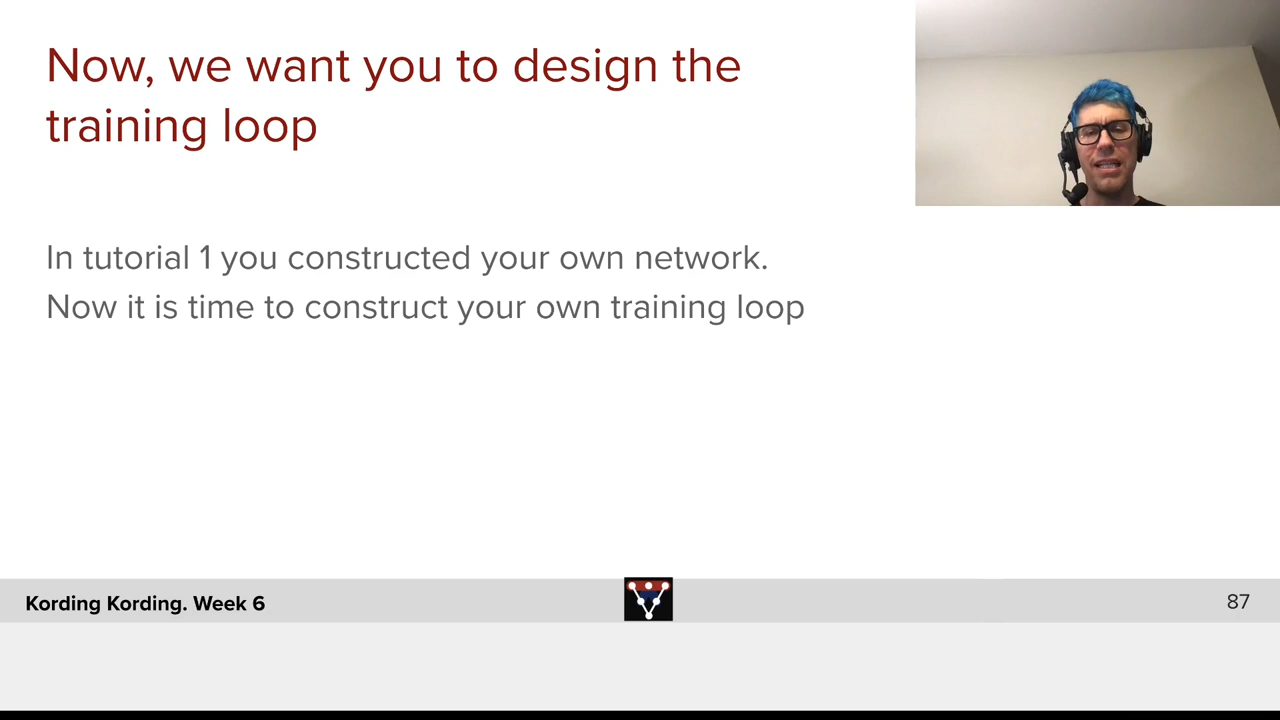 Now, we want you to design the
training loop
In tutorial 1 you constructed your own network.
Now it is time to construct your own training loop
Kording Kording. Week 6
87